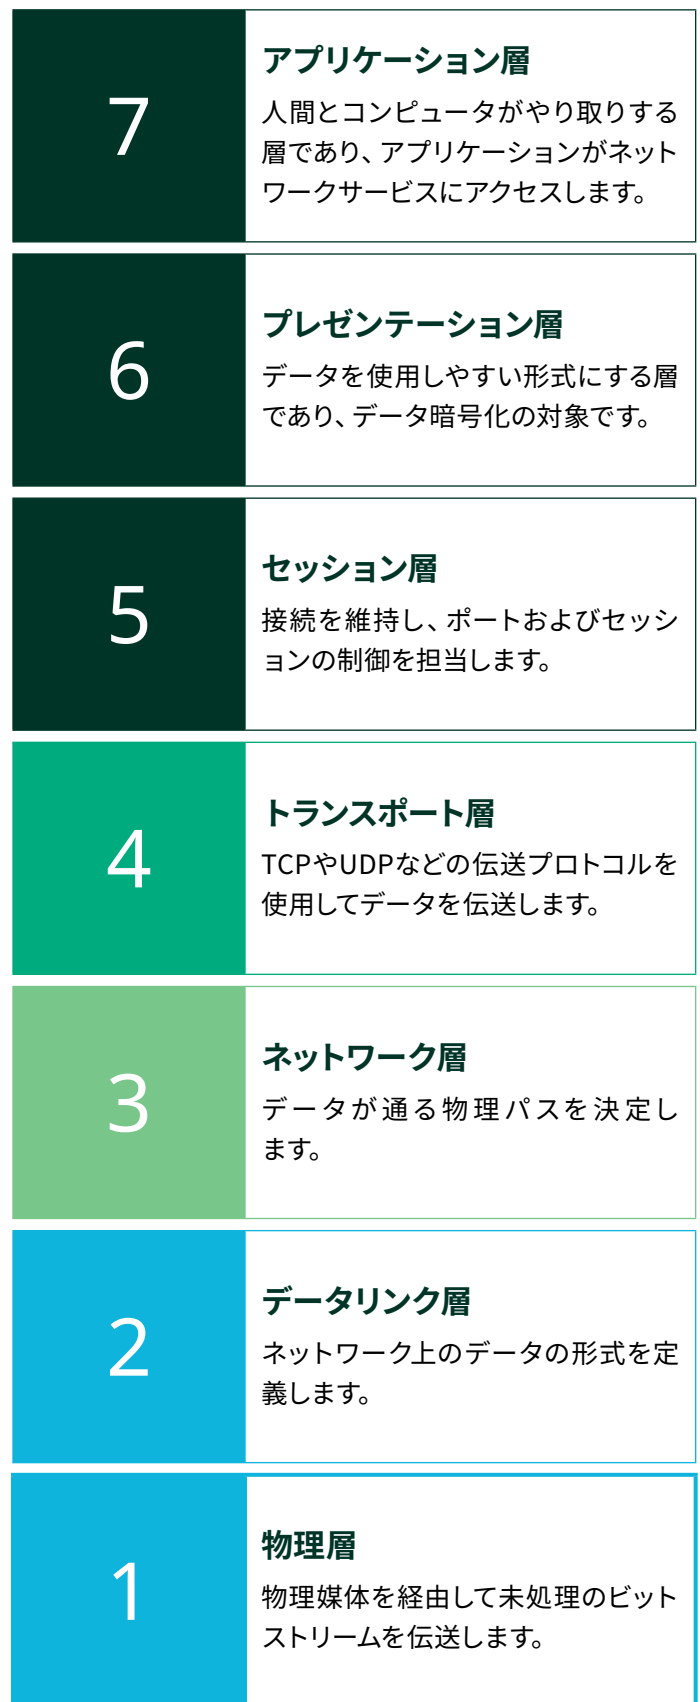 7
アプリケーション層
人間とコンピュータがやり取りする
層であり、アプリケーションがネット
ワークサービスにアクセスします。
6
プレゼンテーション層
データを使用しやすい形式にする層
であり、データ暗号化の対象です。
5
セッション層
接続を維持し、ポートおよびセッシ
ョンの制御を担当します。
4
トランスポート層
TCPやUDPなどの伝送プロトコルを
使用してデータを伝送します。
3
ネットワーク層
データが通る物理パスを決定し
ます。
2
データリンク層
ネットワーク上のデータの形式を定
義します。
1
物理層
物理媒体を経由して未処理のビット
ストリームを伝送します。